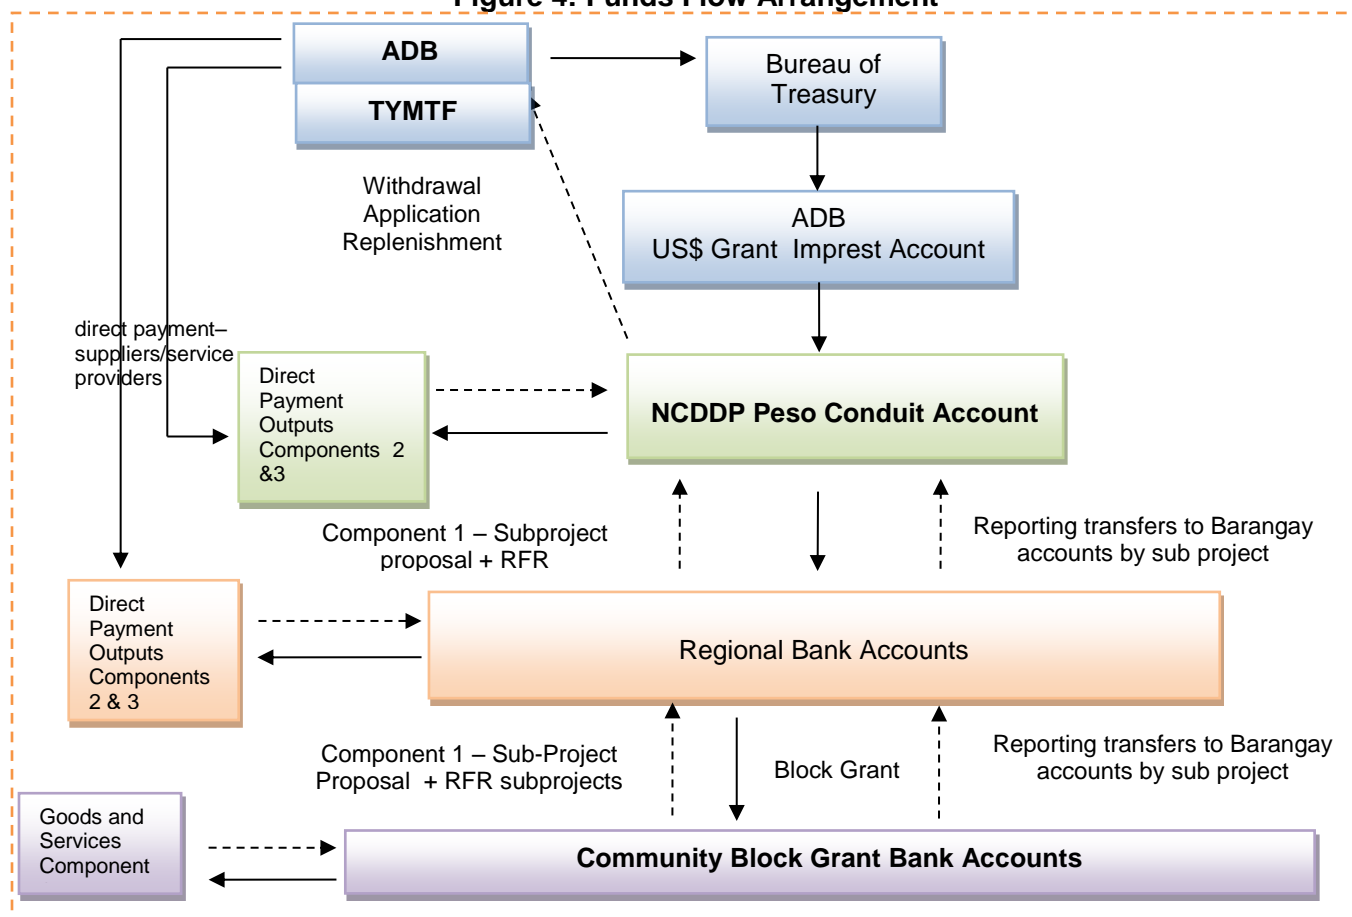 Figure 4: Funds Flow Arrangement
ADB
TYMTF
Bureau of
Treasury
Withdrawal
Application
Replenishment
ADB
US$ Grant Imprest Account
direct payment–
suppliers/service
providers
Direct
Payment
Outputs
Components 2
&3
NCDDP Peso Conduit Account
Component 1 – Subproject
proposal + RFR
Reporting transfers to Barangay
accounts by sub project
Direct
Payment
Outputs
Components
2 & 3
Regional Bank Accounts
Component 1 – Sub-Project
Proposal + RFR subprojects
Block Grant
Reporting transfers to Barangay
accounts by sub project
Goods and
Services
Component
Community Block Grant Bank Accounts